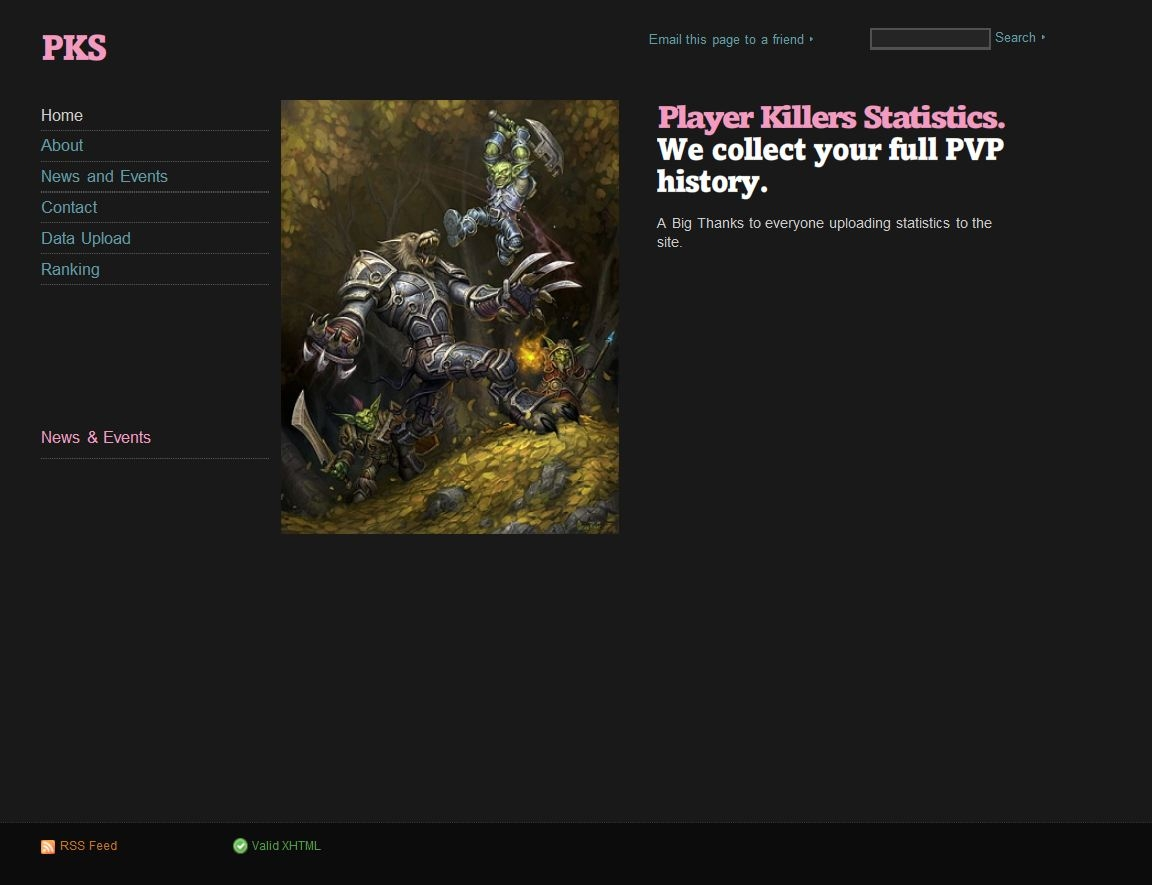 PKS
Email this page to a friend
Search
Home
About
News and Events
Contact
Data Upload
Ranking
News & Events
Player Killers Statistics.
We collect your full PVP
history.
A Big Thanks to everyone uploading statistics to the
site.
RSS Feed
Valid XHTML